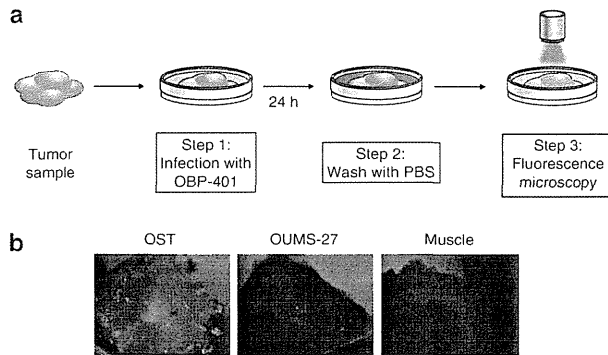 a
24 h
Tumor
sample
Step 1:
Infection with
OBP-401
Step 2:
Wash with PBS
Step 3:
Fluorescence
microscopy
b
OST
OUMS-27
Muscle